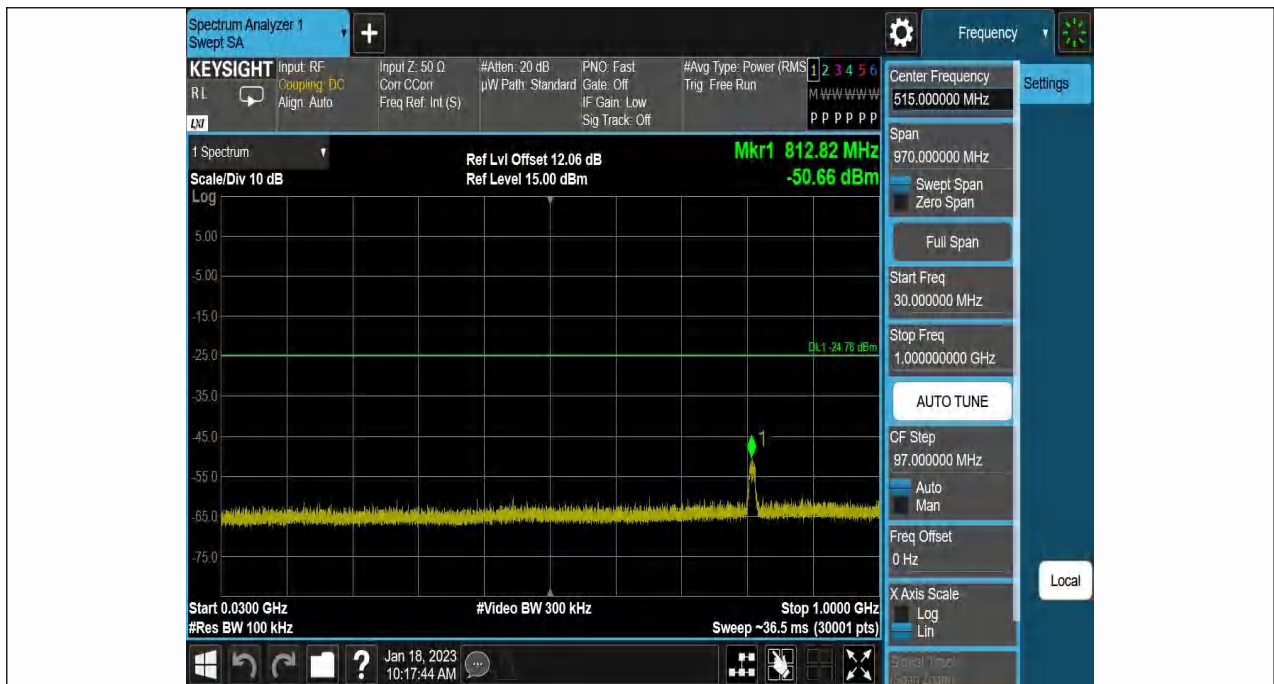 Spectrum Analyzer 1
Swept SA
+
Frequency
KEYSIGHT
RL
LXI
Input: RF
Coupling: DC
Align: Auto
Input Z: 50 Ω
Corr CCorr
Freq Ref: Int (S)
#Atten: 20 dB
µW Path: Standard
PNO: Fast
Gate: Off
IF Gain: Low
Sig Track: Off
#Avg Type: Power (RMS
Trig: Free Run
1 2 3 4 5 6
M W W W W W
P P P P P P
Center Frequency
515.000000 MHz
Settings
Span
970.000000 MHz
Swept Span
Zero Span
Full Span
Start Freq
30.000000 MHz
Stop Freq
1.000000000 GHz
AUTO TUNE
CF Step
97.000000 MHz
Auto
Man
Freq Offset
0 Hz
X Axis Scale
Log
Lin
Signal Track
(Span Zoom)
Local
1 Spectrum
Scale/Div 10 dB
Log
Ref Lvl Offset 12.06 dB
Ref Level 15.00 dBm
Mkr1 812.82 MHz
-50.66 dBm
5.00
-5.00
-15.0
DL1 -24.78 dBm
-25.0
-35.0
-45.0
1
-55.0
-65.0
-75.0
Start 0.0300 GHz
#Res BW 100 kHz
#Video BW 300 kHz
Stop 1.0000 GHz
Sweep ~36.5 ms (30001 pts)
?
Jan 18, 2023
10:17:44 AM